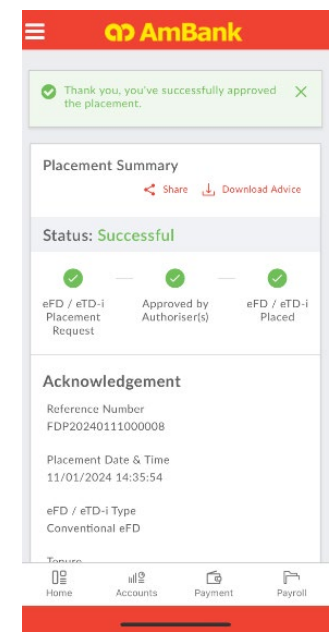 AmBank
Thank you, you've successfully approved
the placement.
Placement Summary
Share Download Advice
Status: Successful
eFD / eTD-i Approved by eFD / eTD-i
Placement Authoriser(s) Placed
Request
Acknowledgement
Reference Number
FDP20240111000008
Placement Date & Time
11/01/2024 14:35:54
eFD / eTD-i Type
Conventional eFD
Tenure
Home Accounts Payment Payroll